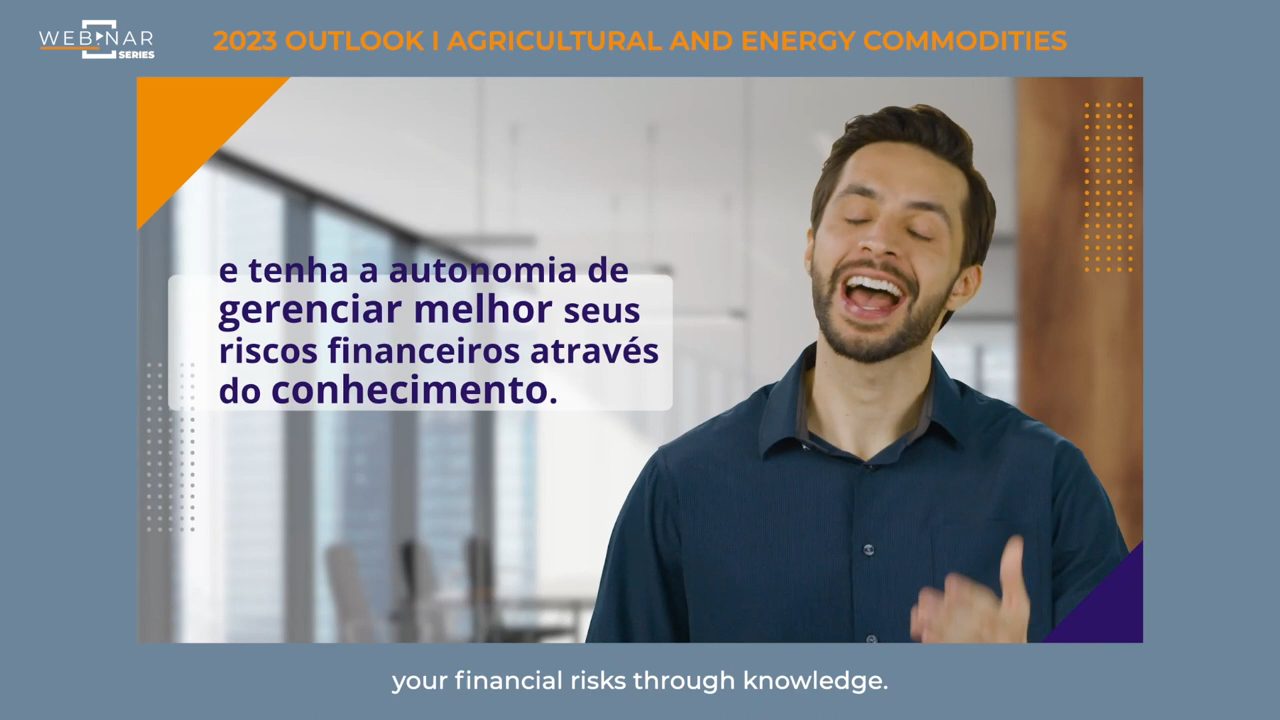 WEBINAR
SERIES
2023 OUTLOOK I AGRICULTURAL AND ENERGY COMMODITIES
e tenha a autonomia de
gerenciar melhor seus
riscos financeiros através
do conhecimento.
your financial risks through knowledge.